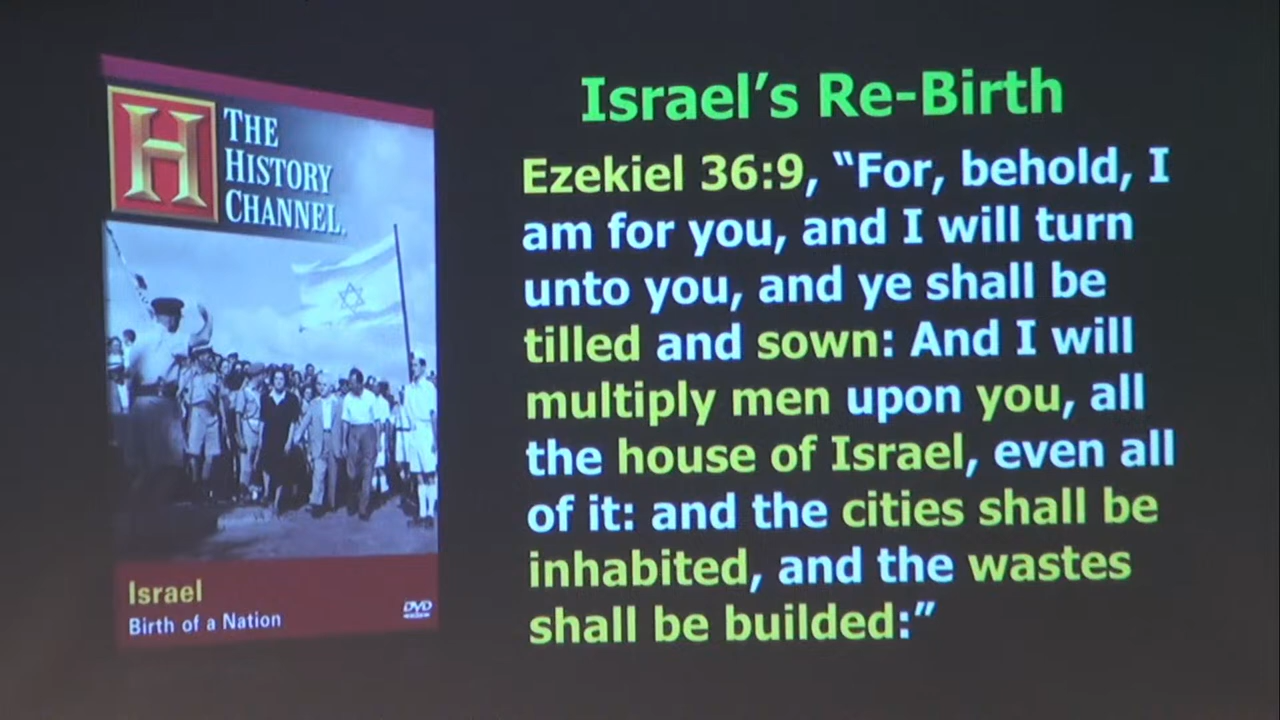 H
THE
HISTORY
CHANNEL.
Israel
Birth of a Nation
DVD
Israel's Re-Birth
Ezekiel 36:9, “For, behold, I
am for you, and I will turn
unto you, and ye shall be
tilled and sown: And I will
multiply men upon you, all
the house of Israel, even all
of it: and the cities shall be
inhabited, and the wastes
shall be builded:”